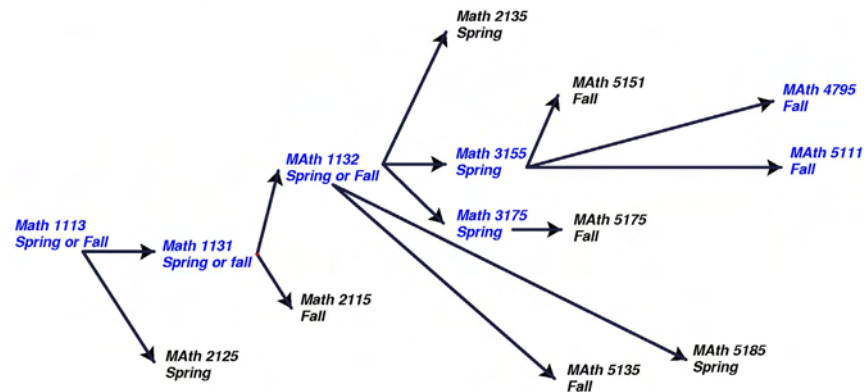 Math 2135
Spring
MAth 5151
Fall
MAth 4795
Fall
MAth 1132
Spring or Fall
Math 3155
Spring
MAth 5111
Fall
Math 3175
Spring
MAth 5175
Fall
Math 1113
Spring or Fall
Math 1131
Spring or fall
Math 2115
Fall
MAth 2125
Spring
MAth 5135
Fall
MAth 5185
Spring